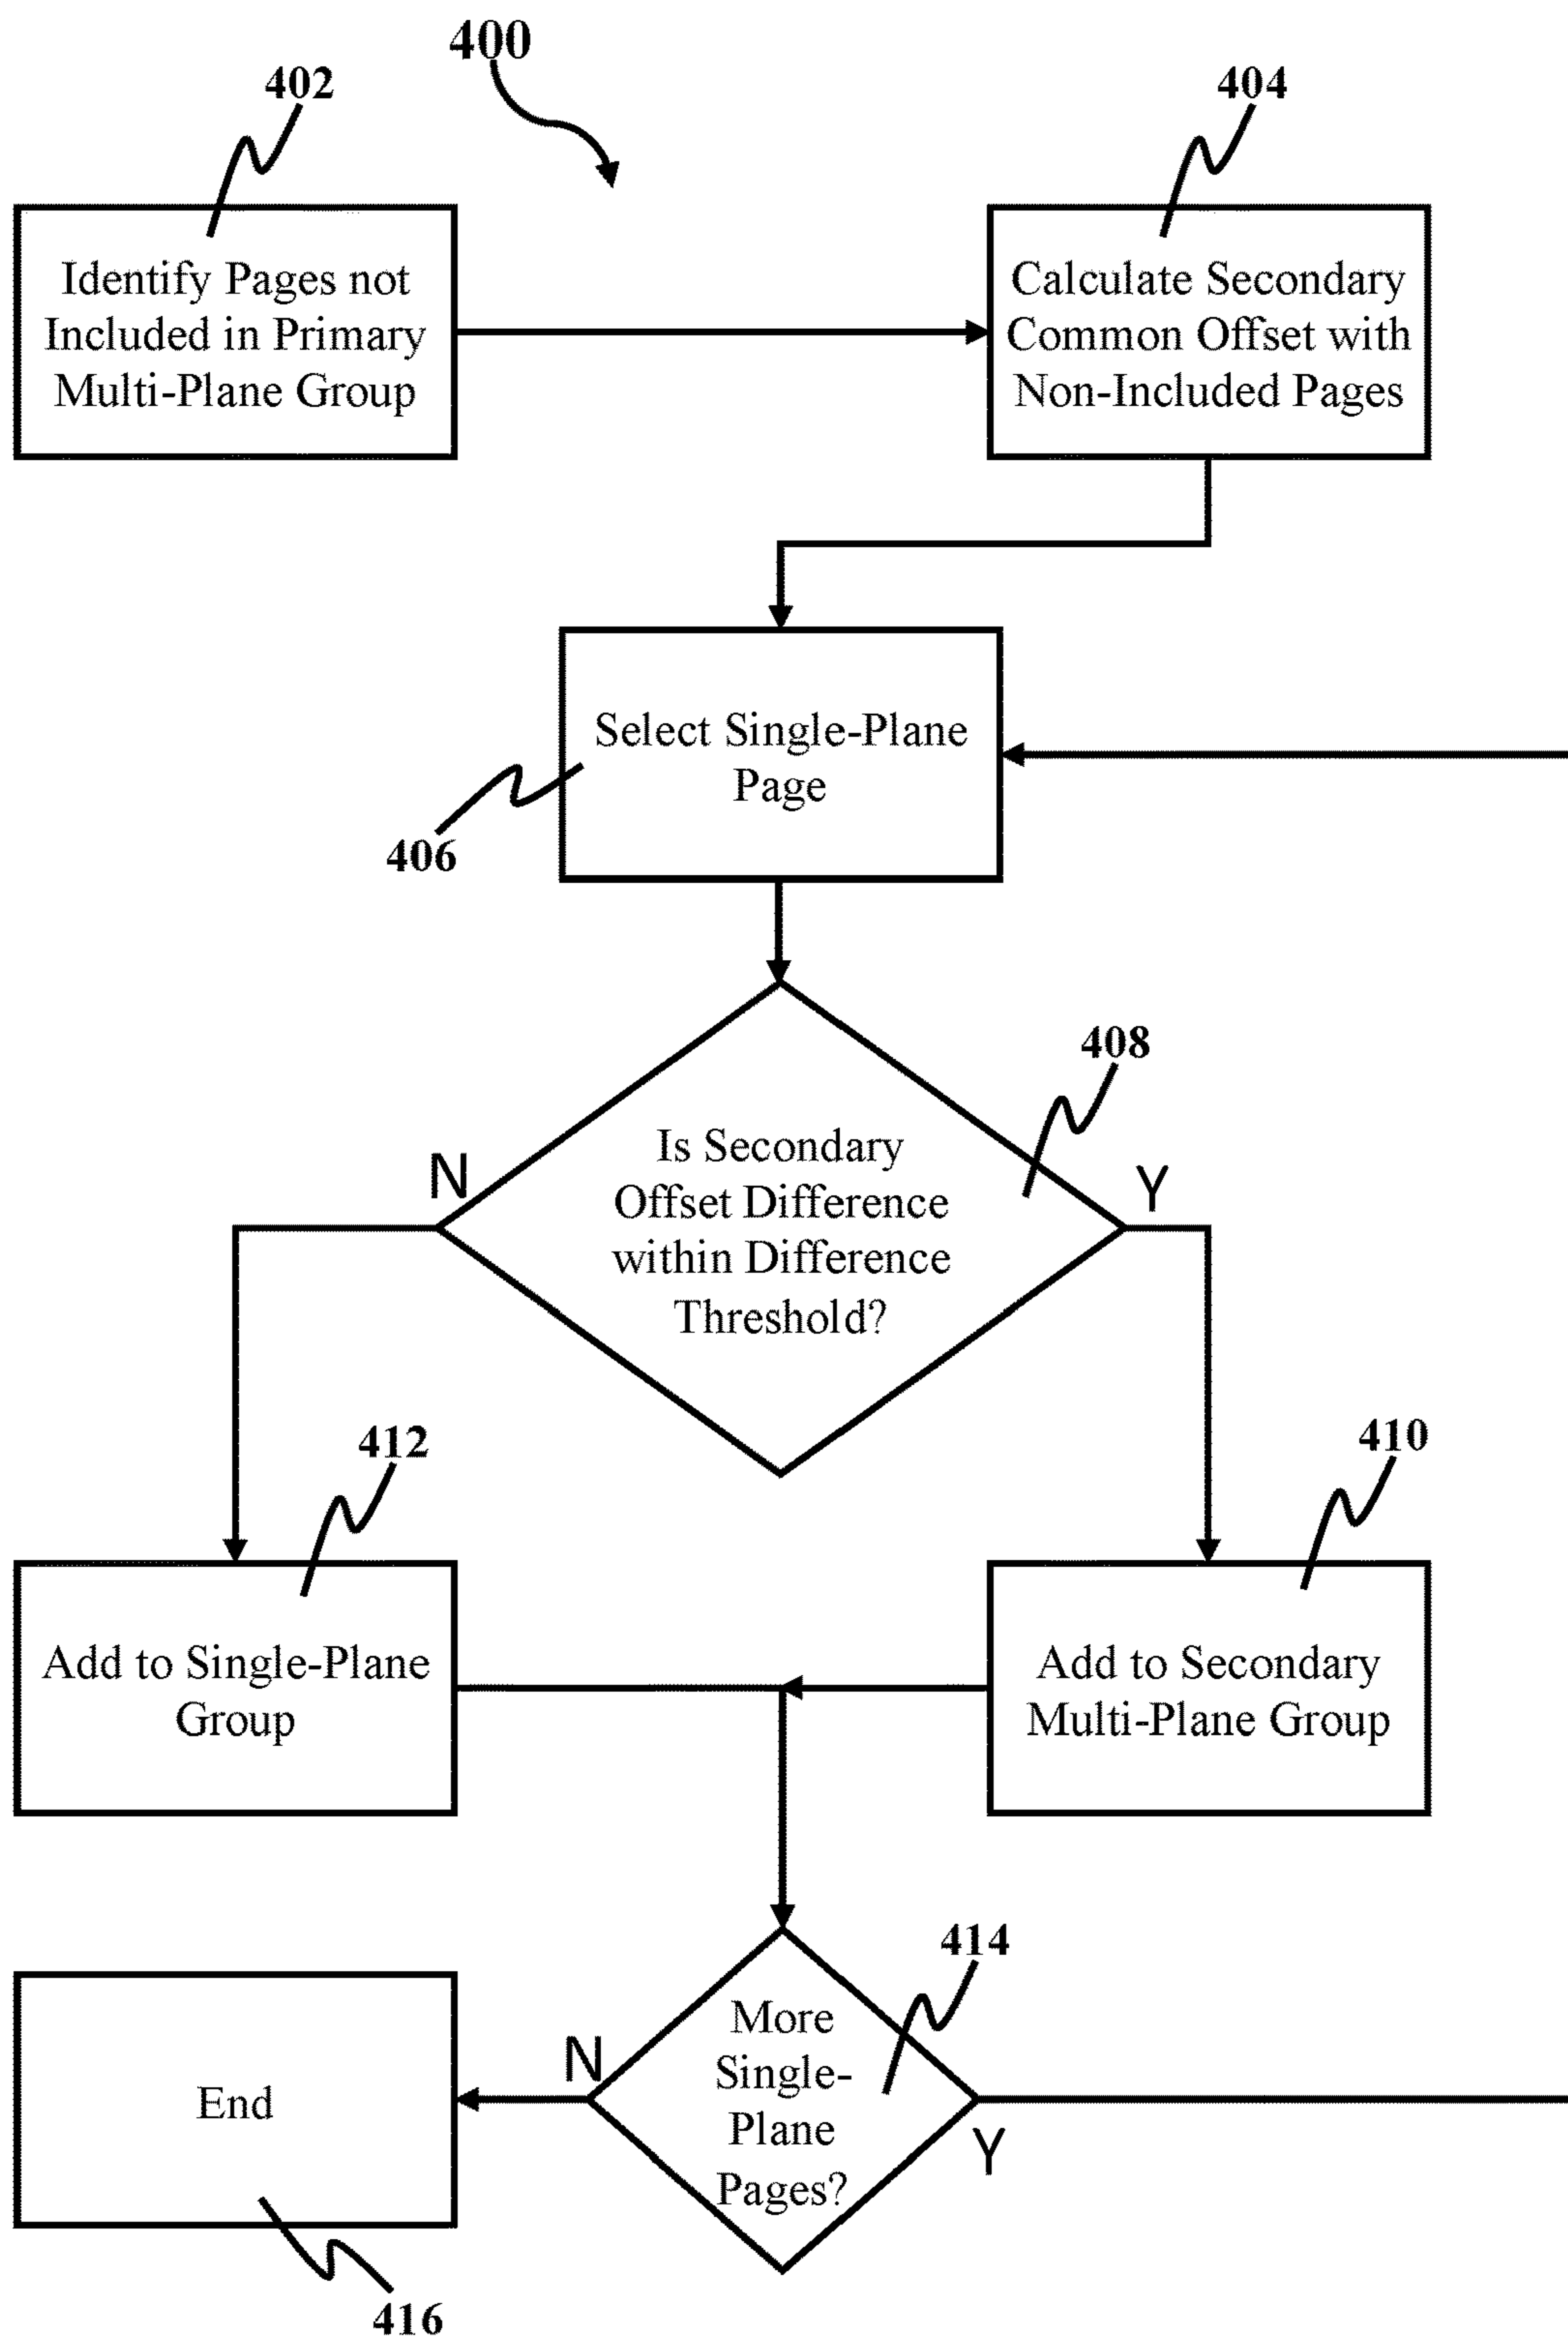 400
402
404
Identify Pages not
Included in Primary
Multi-Plane Group
Calculate Secondary
Common Offset with
Non-Included Pages
Select Single-Plane
Page
406
408
Is Secondary
Offset Difference
within Difference
Threshold?
N
Y
412
410
Add to Single-Plane
Group
Add to Secondary
Multi-Plane Group
414
More
Single-
Plane
Pages?
N
Y
End
416